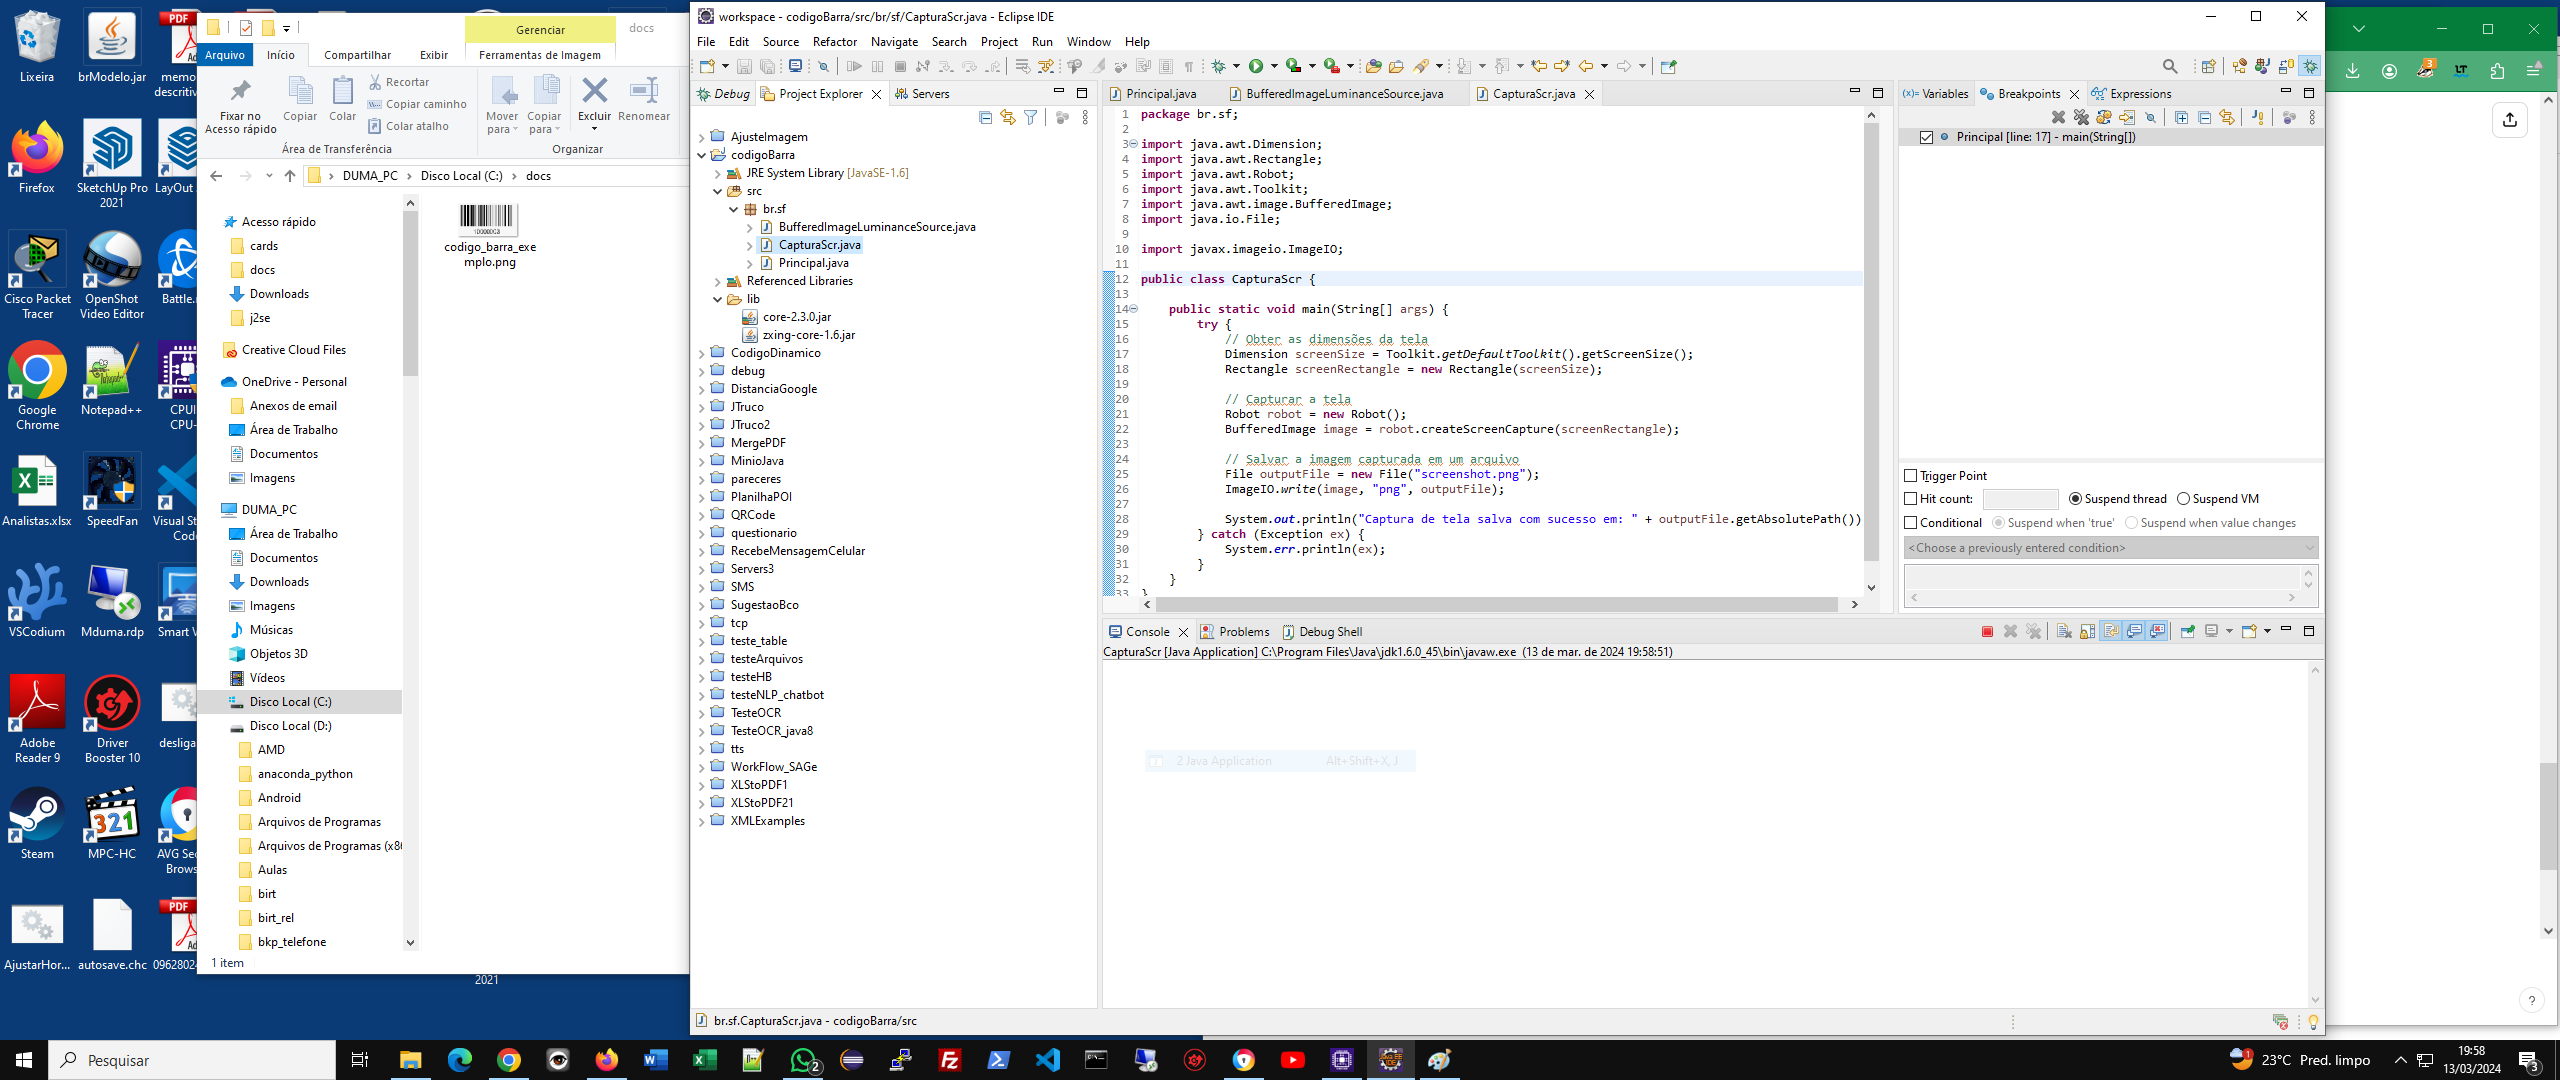 Lixeira
brModelo.jar
memo
descritiv
Firefox
SketchUp Pro
2021
LayOut
Cisco Packet
Tracer
OpenShot
Video Editor
Battle.
Google
Chrome
Notepad++
CPUI
CPU-
Analistas.xlsx
SpeedFan
Visual St
Code
VSCodium
Mduma.rdp
Smart V
Adobe
Reader 9
Driver
Booster 10
desliga
Steam
MPC-HC
AVG Sec
Brows
AjustarHor...
autosave.chc
0962802
2021
Gerenciar
docs
Arquivo
Início
Compartilhar
Exibir
Ferramentas de Imagem
Fixar no
Acesso rápido
Copiar
Colar
Recortar
Copiar caminho
Colar atalho
Mover
para
Copiar
para
Excluir
Renomear
Área de Transferência
Organizar
DUMA_PC > Disco Local (C:) > docs
Acesso rápido
cards
docs
Downloads
j2se
Creative Cloud Files
OneDrive - Personal
Anexos de email
Área de Trabalho
Documentos
Imagens
DUMA_PC
Área de Trabalho
Documentos
Downloads
Imagens
Músicas
Objetos 3D
Vídeos
Disco Local (C:)
Disco Local (D:)
AMD
anaconda_python
Android
Arquivos de Programas
Arquivos de Programas (x8
Aulas
birt
birt_rel
bkp_telefone
codigo_barra_exe
mplo.png
1 item
workspace - codigoBarra/src/br/sf/CapturaScr.java - Eclipse IDE
File Edit Source Refactor Navigate Search Project Run Window Help
Debug
Project Explorer
Servers
AjusteImagem
codigoBarra
JRE System Library [JavaSE-1.6]
src
br.sf
BufferedImageLuminanceSource.java
CapturaScr.java
Principal.java
Referenced Libraries
lib
core-2.3.0.jar
zxing-core-1.6.jar
CodigoDinamico
debug
DistanciaGoogle
JTruco
JTruco2
MergePDF
MinioJava
pareceres
PlanilhaPOI
QRCode
questionario
RecebeMensagemCelular
Servers3
SMS
SugestaoBco
tcp
teste_table
testeArquivos
testeHB
testeNLP_chatbot
TesteOCR
TesteOCR_java8
tts
WorkFlow_SAGe
XLStoPDF1
XLStoPDF21
XMLExamples
Principal.java
BufferedImageLuminanceSource.java
CapturaScr.java
1 package br.sf;
2
3 import java.awt.Dimension;
4 import java.awt.Rectangle;
5 import java.awt.Robot;
6 import java.awt.Toolkit;
7 import java.awt.image.BufferedImage;
8 import java.io.File;
9
10 import javax.imageio.ImageIO;
11
12 public class CapturaScr {
13
14 public static void main(String[] args) {
15 try {
16 // Obter as dimensões da tela
17 Dimension screenSize = Toolkit.getDefaultToolkit().getScreenSize();
18 Rectangle screenRectangle = new Rectangle(screenSize);
19
20 // Capturar a tela
21 Robot robot = new Robot();
22 BufferedImage image = robot.createScreenCapture(screenRectangle);
23
24 // Salvar a imagem capturada em um arquivo
25 File outputFile = new File("screenshot.png");
26 ImageIO.write(image, "png", outputFile);
27
28 System.out.println("Captura de tela salva com sucesso em: " + outputFile.getAbsolutePath())
29 } catch (Exception ex) {
30 System.err.println(ex);
31 }
32 }
33 }
Variables
Breakpoints
Expressions
Principal [line: 17] - main(String[])
Trigger Point
Hit count:
Suspend thread
Suspend VM
Conditional
Suspend when 'true'
Suspend when value changes
<Choose a previously entered condition>
Console
Problems
Debug Shell
CapturaScr [Java Application] C:\Program Files\Java\jdk1.6.0_45\bin\javaw.exe (13 de mar. de 2024 19:58:51)
2 Java Application Alt+Shift+X, J
br.sf.CapturaScr.java - codigoBarra/src
3
?
Pesquisar
2
1
23°C Pred. limpo
19:58
13/03/2024
3